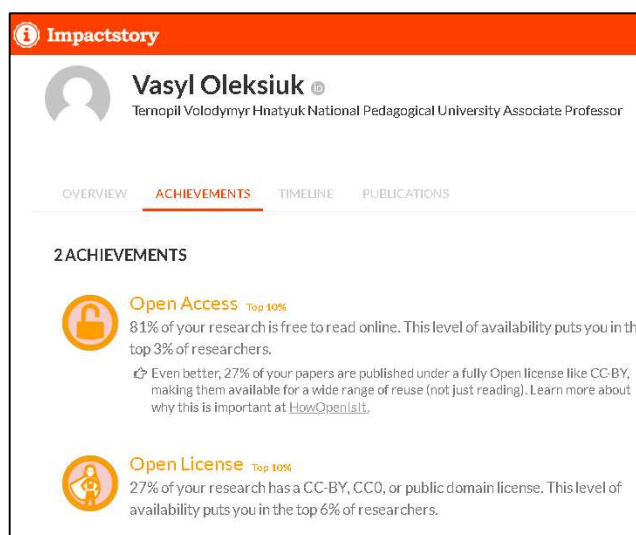 Impactstory
Vasyl Oleksiuk iD
Ternopil Volodymyr Hnatyuk National Pedagogical University Associate Professor
OVERVIEW ACHIEVEMENTS TIMELINE PUBLICATIONS
2 ACHIEVEMENTS
Open Access Top 10%
81% of your research is free to read online. This level of availability puts you in th
top 3% of researchers.
Even better, 27% of your papers are published under a fully Open license like CC-BY,
making them available for a wide range of reuse (not just reading). Learn more about
why this is important at HowOpenIsIt.
Open License Top 10%
27% of your research has a CC-BY, CC0, or public domain license. This level of
availability puts you in the top 6% of researchers.